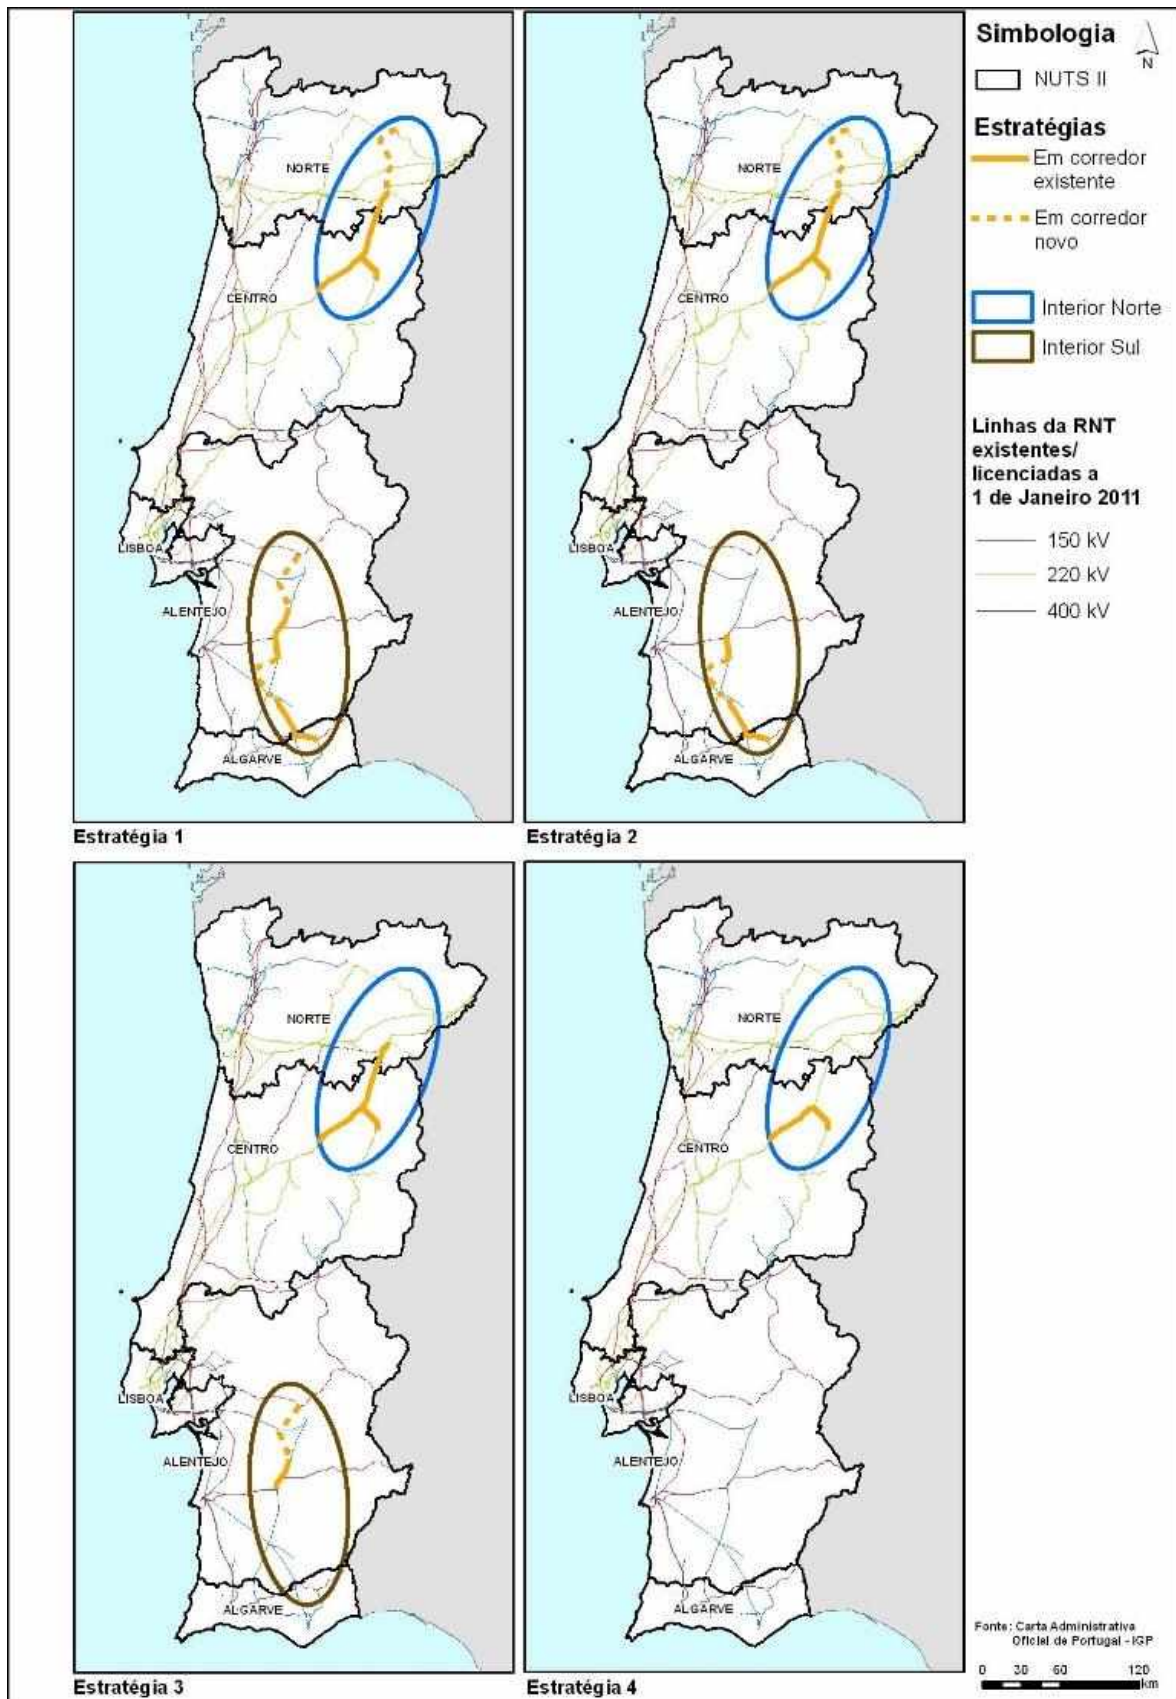 NORTE
CENTRO
LISBOA
ALENTEJO
ALGARVE
Estratégia 1
NORTE
CENTRO
LISBOA
ALENTEJO
ALGARVE
Estratégia 2
Simbologia
N
NUTS II
Estratégias
Em corredor
existente
Em corredor
novo
Interior Norte
Interior Sul
Linhas da RNT
existentes/
licenciadas a
1 de Janeiro 2011
150 kV
220 kV
400 kV
NORTE
CENTRO
LISBOA
ALENTEJO
ALGARVE
Estratégia 3
NORTE
CENTRO
LISBOA
ALENTEJO
ALGARVE
Estratégia 4
Fonte: Carta Administrativa
Oficial de Portugal - IGP
0 30 60 120
km